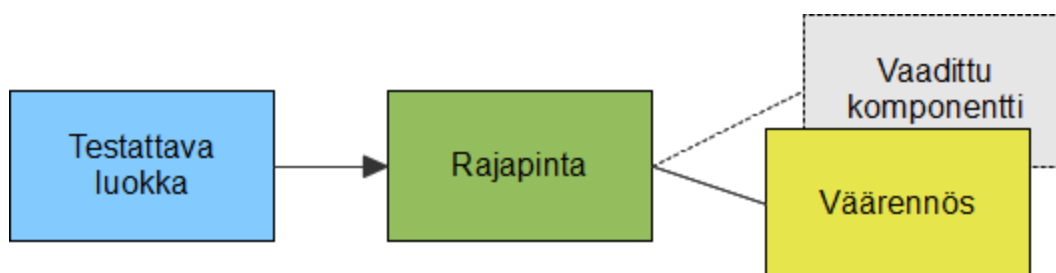 Testattava
luokka
Rajapinta
Vaadittu
komponentti
Väärennös